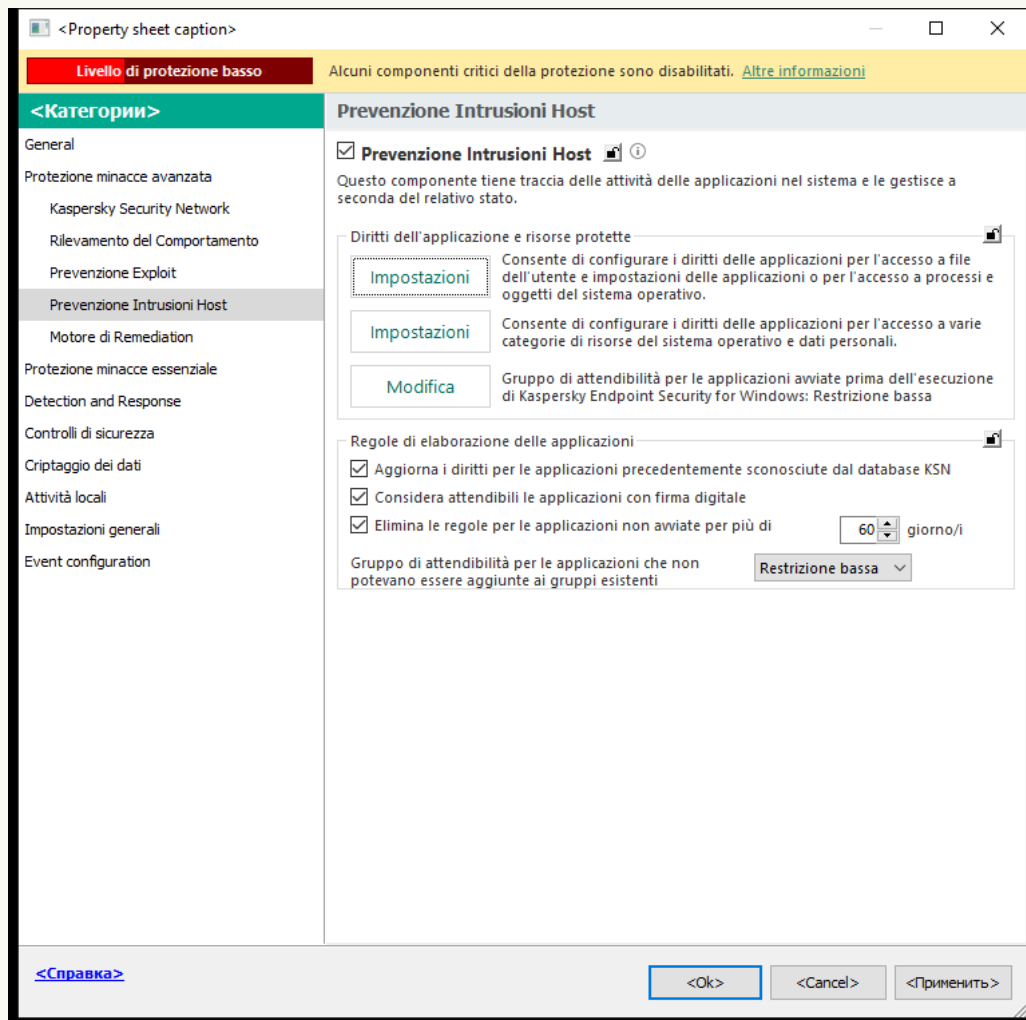 <Property sheet caption>
Livello di protezione basso
Alcuni componenti critici della protezione sono disabilitati. Altre informazioni
<Категории>
General
Protezione minacce avanzata
Kaspersky Security Network
Rilevamento del Comportamento
Prevenzione Exploit
Prevenzione Intrusioni Host
Motore di Remediation
Protezione minacce essenziale
Detection and Response
Controlli di sicurezza
Criptaggio dei dati
Attività locali
Impostazioni generali
Event configuration
Prevenzione Intrusioni Host
Prevenzione Intrusioni Host
Questo componente tiene traccia delle attività delle applicazioni nel sistema e le gestisce a
seconda del relativo stato.
Diritti dell'applicazione e risorse protette
Impostazioni
Consente di configurare i diritti delle applicazioni per l'accesso a file
dell'utente e impostazioni delle applicazioni o per l'accesso a processi e
oggetti del sistema operativo.
Impostazioni
Consente di configurare i diritti delle applicazioni per l'accesso a varie
categorie di risorse del sistema operativo e dati personali.
Modifica
Gruppo di attendibilità per le applicazioni avviate prima dell'esecuzione
di Kaspersky Endpoint Security for Windows: Restrizione bassa
Regole di elaborazione delle applicazioni
Aggiorna i diritti per le applicazioni precedentemente sconosciute dal database KSN
Considera attendibili le applicazioni con firma digitale
Elimina le regole per le applicazioni non avviate per più di 60 giorno/i
Gruppo di attendibilità per le applicazioni che non
potevano essere aggiunte ai gruppi esistenti
Restrizione bassa
<Справка>
<Ok>
<Cancel>
<Применить>